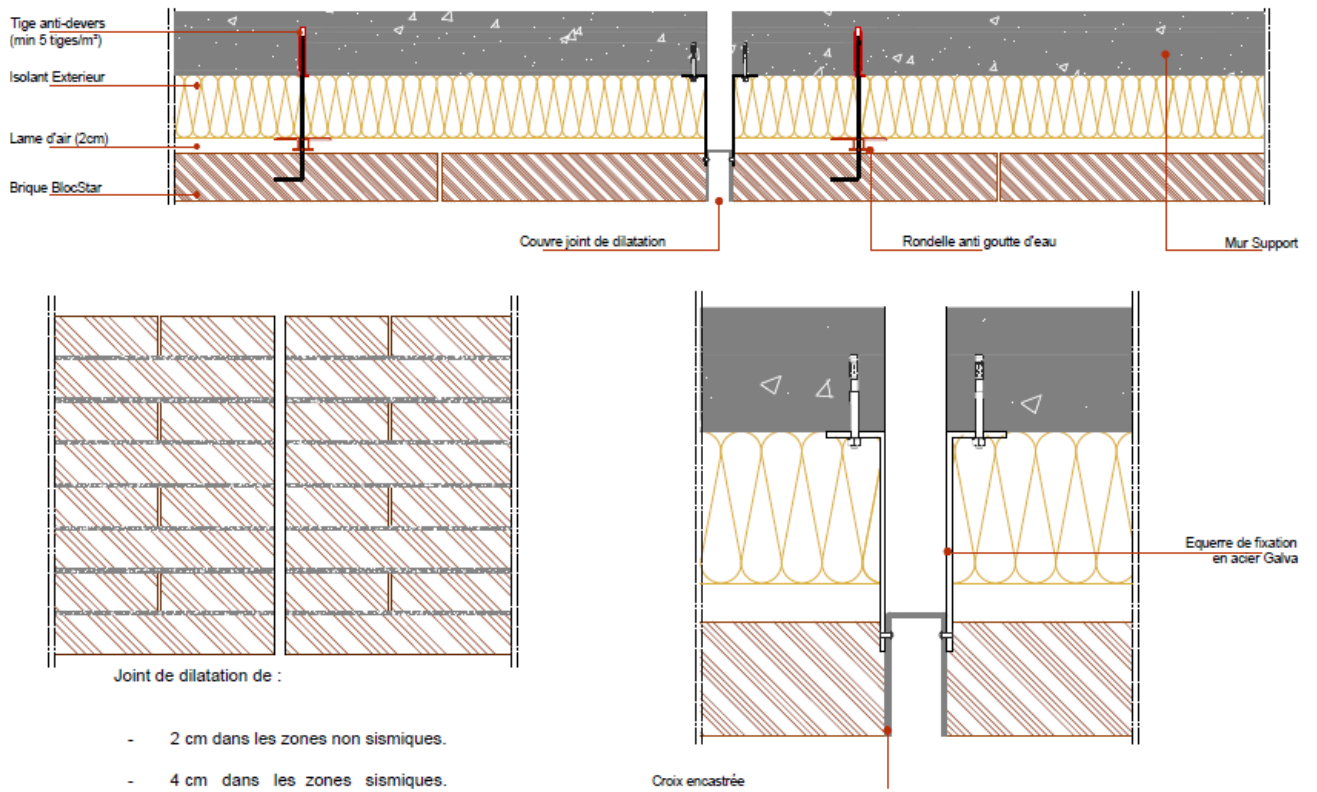 Tige anti-devers
(min 5 tiges/m²)
Isolant Exterieur
Lame d'air (2cm)
Brique BlocStar
Couvre joint de dilatation
Rondelle anti goutte d'eau
Mur Support
Equerre de fixation
en acier Galva
Joint de dilatation de :
- 2 cm dans les zones non sismiques.
- 4 cm dans les zones sismiques.
Croix encastrée